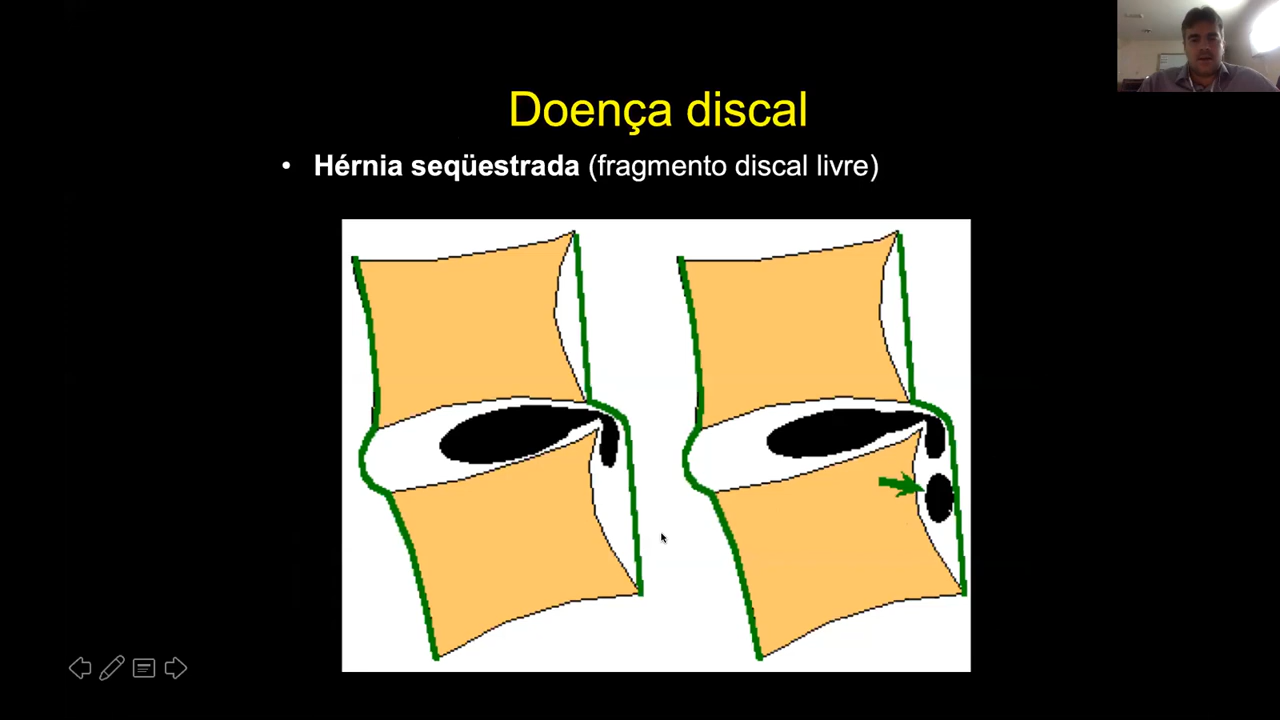 Doença discal
• Hérnia seqüestrada (fragmento discal livre)